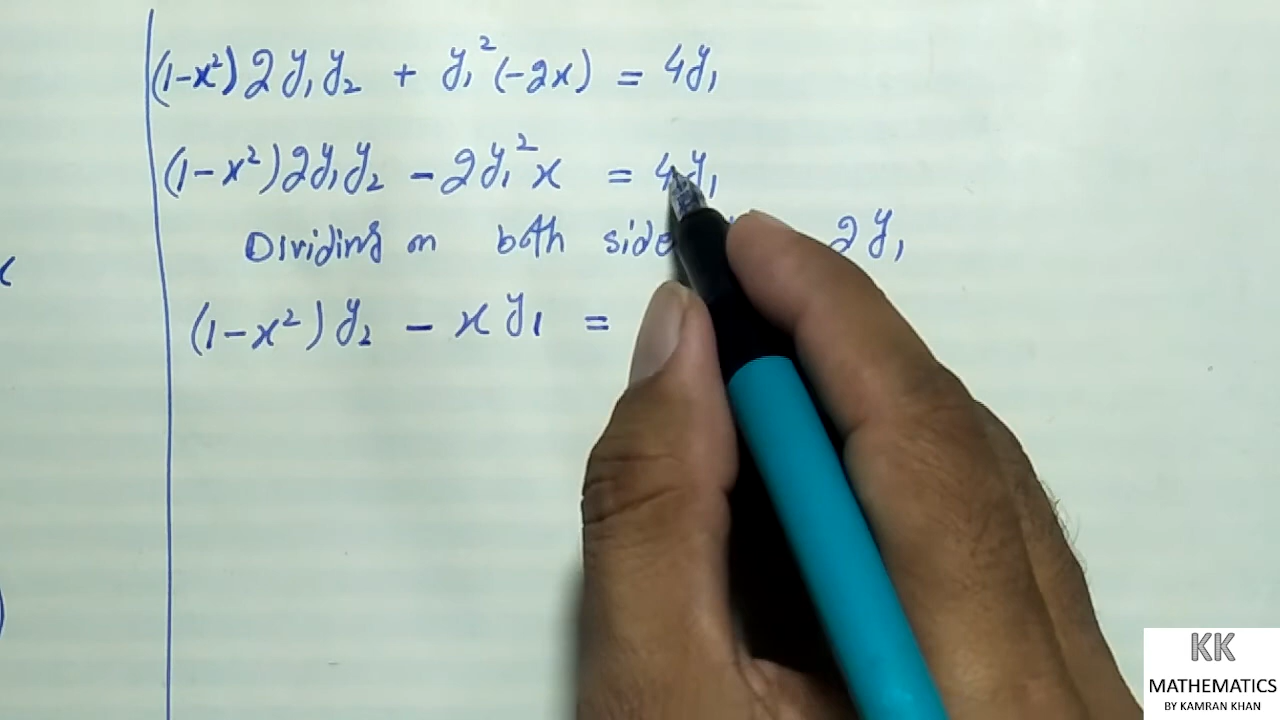 (1-x²) 2y₁y₂ + y₁²(-2x) = 4y₁
(1-x²)2y₁y₂ - 2y₁²x = 4y₁
Dividing on both side 2y₁
(1-x²)y₂ - xy₁ =
KK
MATHEMATICS
BY KAMRAN KHAN